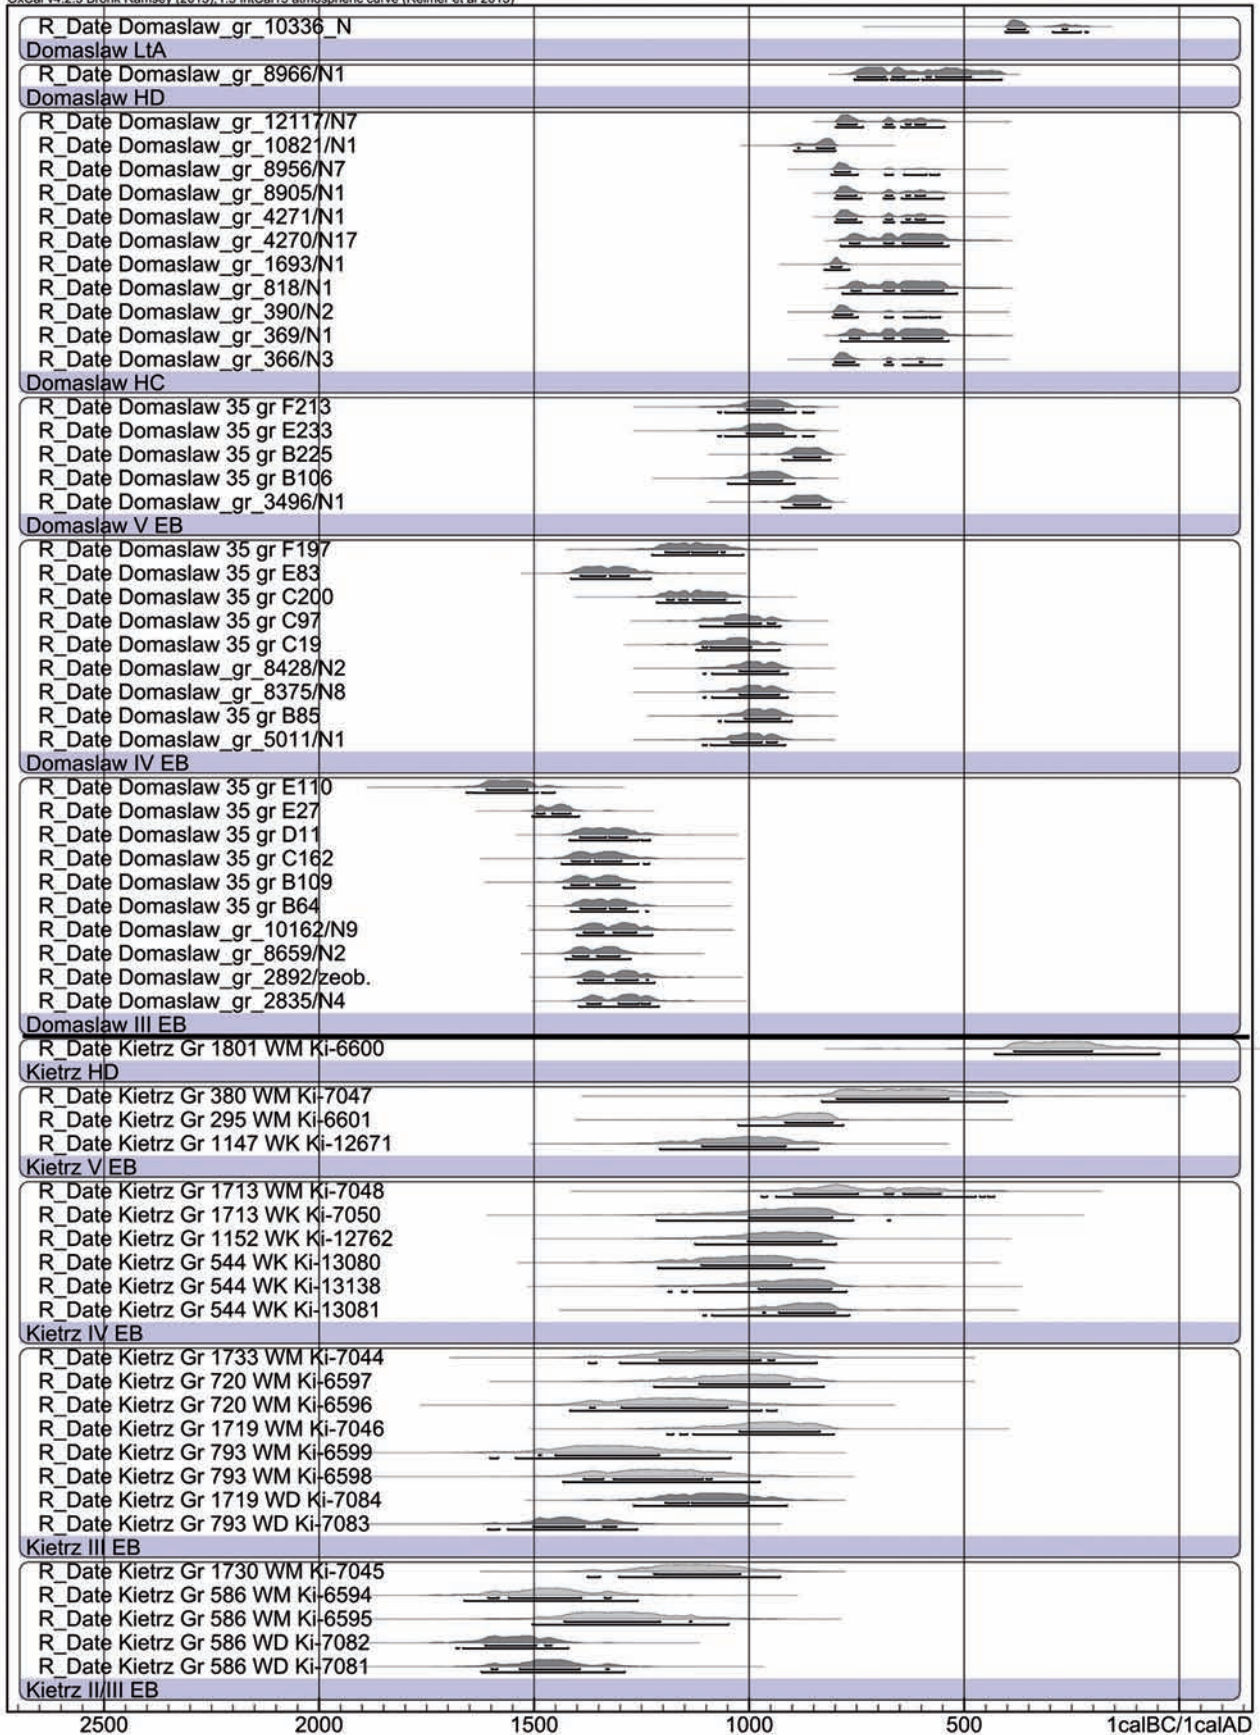 OxCal v4.2.3 Bronk Ramsey (2013); r:5 IntCal13 atmospheric curve (Reimer et al 2013)
R_Date Domaslaw_gr_10336_N
Domaslaw LtA
R_Date Domaslaw_gr_8966/N1
Domaslaw HD
R_Date Domaslaw_gr_12117/N7
R_Date Domaslaw_gr_10821/N1
R_Date Domaslaw_gr_8956/N7
R_Date Domaslaw_gr_8905/N1
R_Date Domaslaw_gr_4271/N1
R_Date Domaslaw_gr_4270/N17
R_Date Domaslaw_gr_1693/N1
R_Date Domaslaw_gr_818/N1
R_Date Domaslaw_gr_390/N2
R_Date Domaslaw_gr_369/N1
R_Date Domaslaw_gr_366/N3
Domaslaw HC
R_Date Domaslaw 35 gr F213
R_Date Domaslaw 35 gr E233
R_Date Domaslaw 35 gr B225
R_Date Domaslaw 35 gr B106
R_Date Domaslaw_gr_3496/N1
Domaslaw V EB
R_Date Domaslaw 35 gr F197
R_Date Domaslaw 35 gr E83
R_Date Domaslaw 35 gr C200
R_Date Domaslaw 35 gr C97
R_Date Domaslaw 35 gr C19
R_Date Domaslaw_gr_8428/N2
R_Date Domaslaw_gr_8375/N8
R_Date Domaslaw 35 gr B85
R_Date Domaslaw_gr_5011/N1
Domaslaw IV EB
R_Date Domaslaw 35 gr E110
R_Date Domaslaw 35 gr E27
R_Date Domaslaw 35 gr D11
R_Date Domaslaw 35 gr C162
R_Date Domaslaw 35 gr B109
R_Date Domaslaw 35 gr B64
R_Date Domaslaw_gr_10162/N9
R_Date Domaslaw_gr_8659/N2
R_Date Domaslaw_gr_2892/zeob.
R_Date Domaslaw_gr_2835/N4
Domaslaw III EB
R_Date Kietrz Gr 1801 WM Ki-6600
Kietrz HD
R_Date Kietrz Gr 380 WM Ki-7047
R_Date Kietrz Gr 295 WM Ki-6601
R_Date Kietrz Gr 1147 WK Ki-12671
Kietrz V EB
R_Date Kietrz Gr 1713 WM Ki-7048
R_Date Kietrz Gr 1713 WK Ki-7050
R_Date Kietrz Gr 1152 WK Ki-12762
R_Date Kietrz Gr 544 WK Ki-13080
R_Date Kietrz Gr 544 WK Ki-13138
R_Date Kietrz Gr 544 WK Ki-13081
Kietrz IV EB
R_Date Kietrz Gr 1733 WM Ki-7044
R_Date Kietrz Gr 720 WM Ki-6597
R_Date Kietrz Gr 720 WM Ki-6596
R_Date Kietrz Gr 1719 WM Ki-7046
R_Date Kietrz Gr 793 WM Ki-6599
R_Date Kietrz Gr 793 WM Ki-6598
R_Date Kietrz Gr 1719 WD Ki-7084
R_Date Kietrz Gr 793 WD Ki-7083
Kietrz III EB
R_Date Kietrz Gr 1730 WM Ki-7045
R_Date Kietrz Gr 586 WM Ki-6594
R_Date Kietrz Gr 586 WM Ki-6595
R_Date Kietrz Gr 586 WD Ki-7082
R_Date Kietrz Gr 586 WD Ki-7081
Kietrz II/III EB
2500 2000 1500 1000 500 1calBC/1calAD